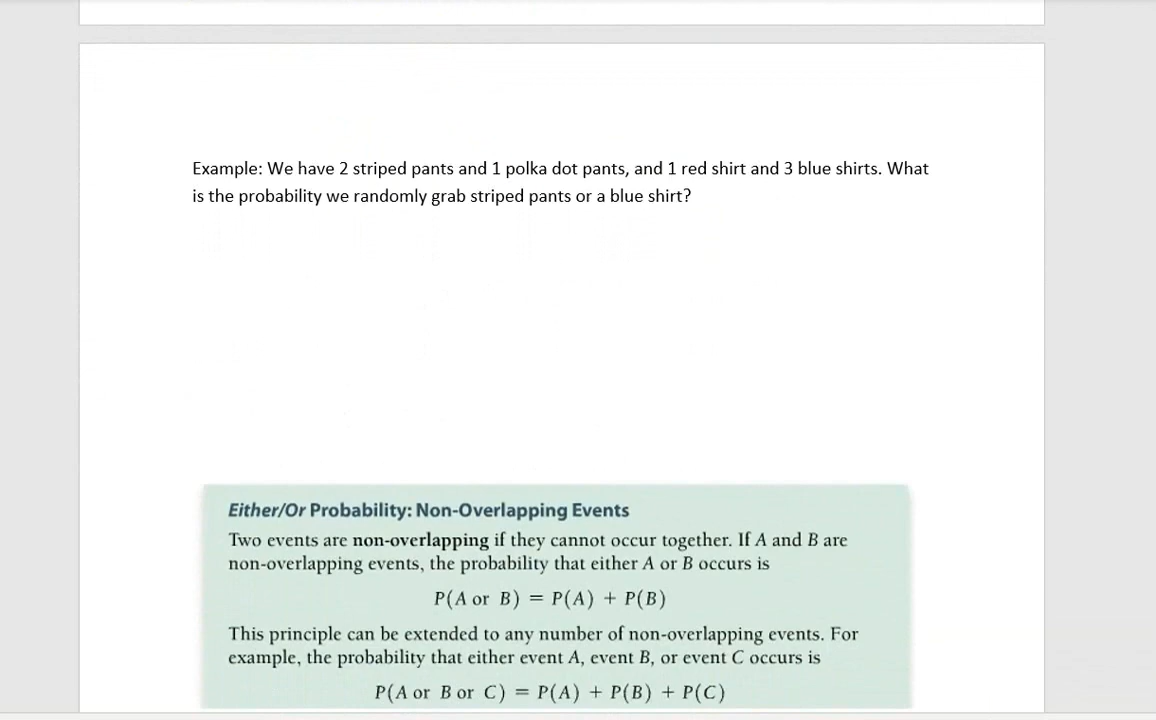 Example: We have 2 striped pants and 1 polka dot pants, and 1 red shirt and 3 blue shirts. What
is the probability we randomly grab striped pants or a blue shirt?
Either/Or Probability: Non-Overlapping Events
Two events are non-overlapping if they cannot occur together. If A and B are
non-overlapping events, the probability that either A or B occurs is
P(A or B) = P(A) + P(B)
This principle can be extended to any number of non-overlapping events. For
example, the probability that either event A, event B, or event C occurs is
P(A or B or C) = P(A) + P(B) + P(C)